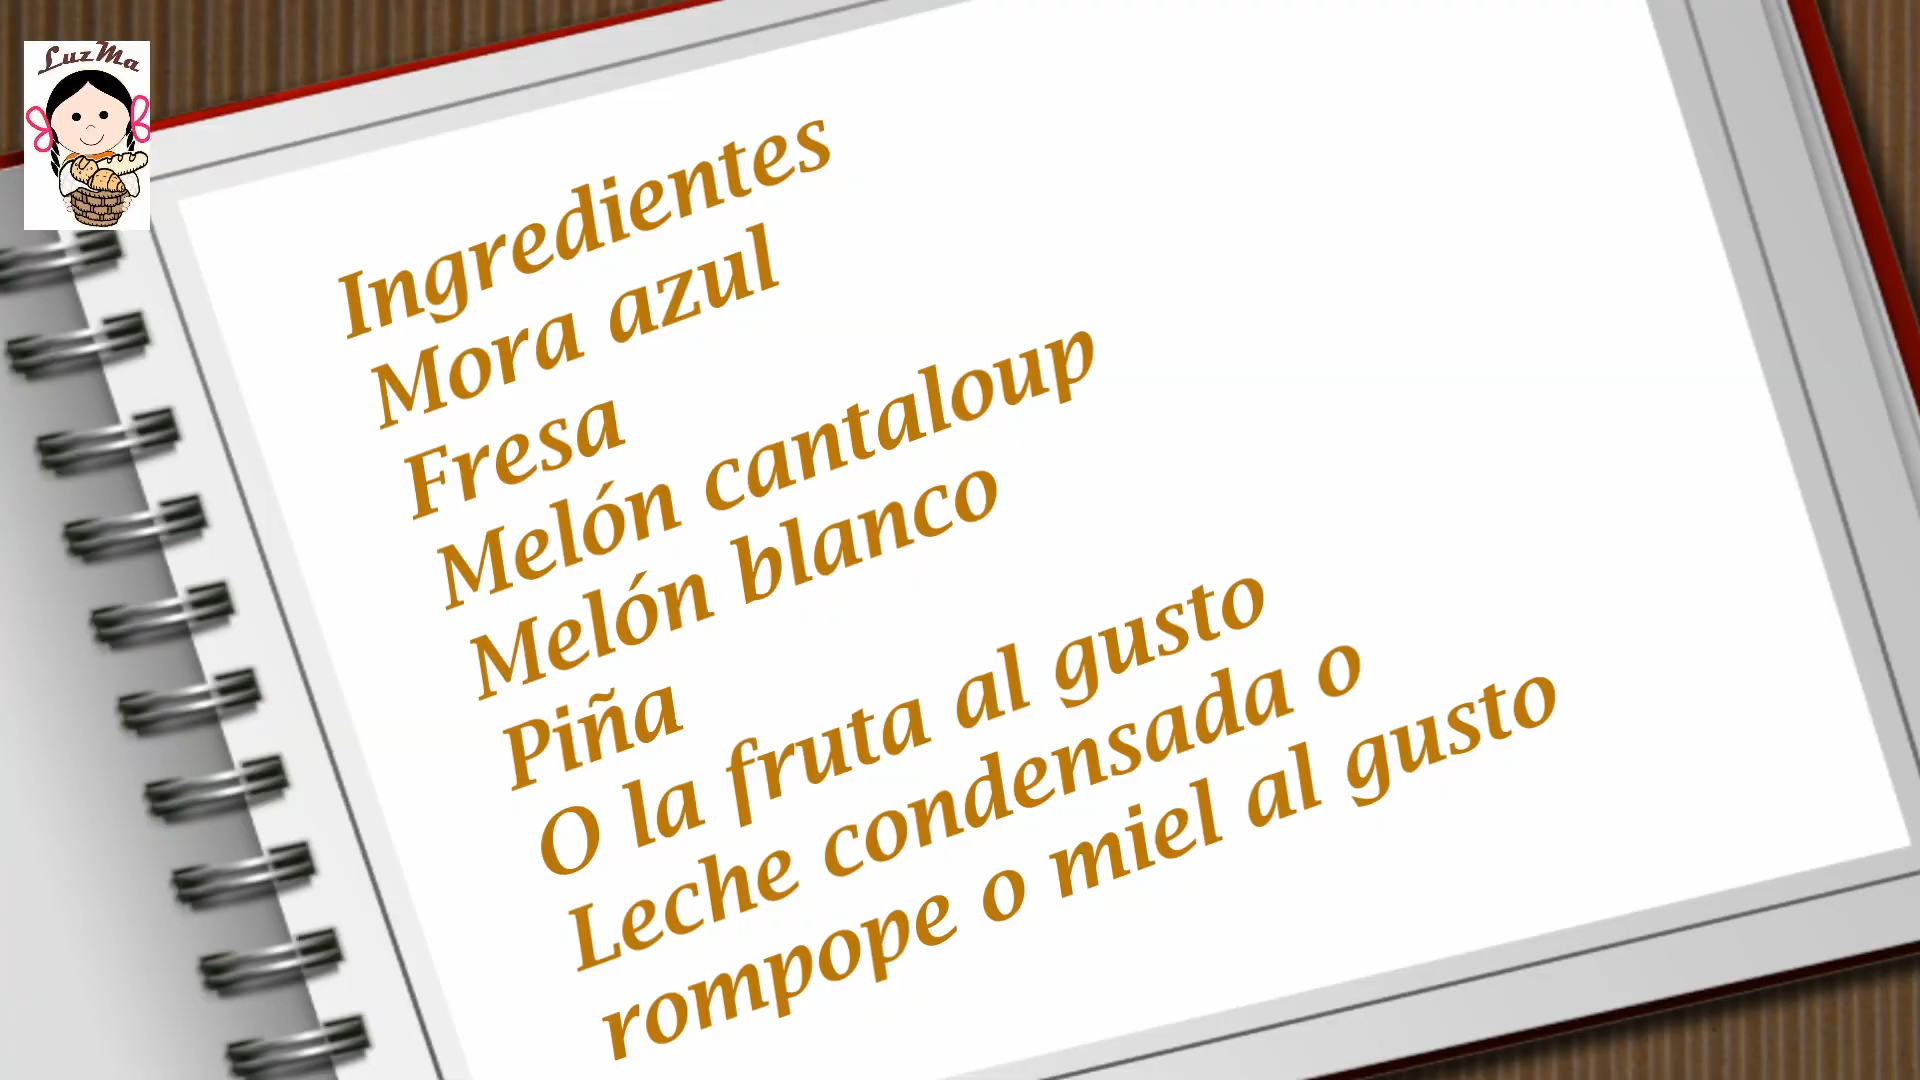 LuzMa
Ingredientes
Mora azul
Fresa
Melón cantaloup
Melón blanco
Piña
O la fruta al gusto
Leche condensada o
rompope o miel al gusto